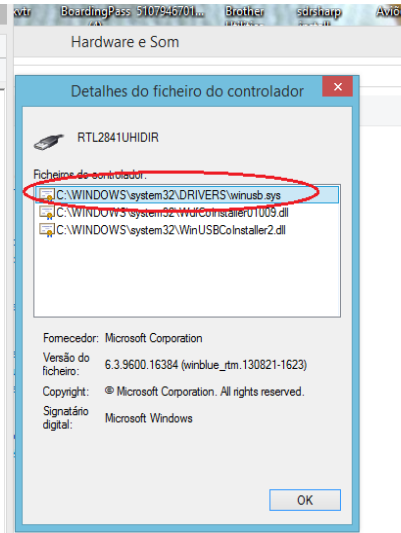 BoardingPass 5107946701... Brother sdrsharp
Hardware e Som
Detalhes do ficheiro do controlador
RTL2841UHIDIR
Ficheiros do controlador:
C:\WINDOWS\system32\DRIVERS\winusb.sys
C:\WINDOWS\system32\WdfCoInstaller01009.dll
C:\WINDOWS\system32\WinUSBCoInstaller2.dll
Fornecedor: Microsoft Corporation
Versão do
ficheiro: 6.3.9600.16384 (winblue_rtm.130821-1623)
Copyright: © Microsoft Corporation. All rights reserved.
Signatário
digital: Microsoft Windows
OK